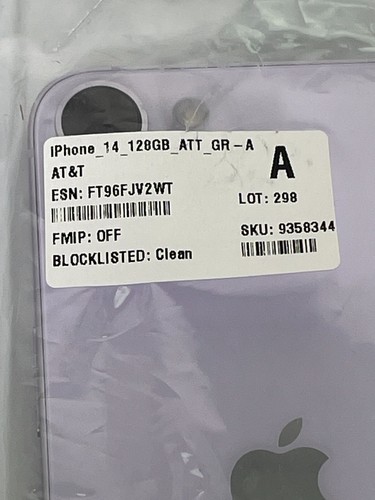 IPhone_14_128GB_ATT_GR-A
A
AT&T
ESN: FT96FJV2WT
LOT: 298
FMIP: OFF
SKU: 9358344
BLOCKLISTED: Clean